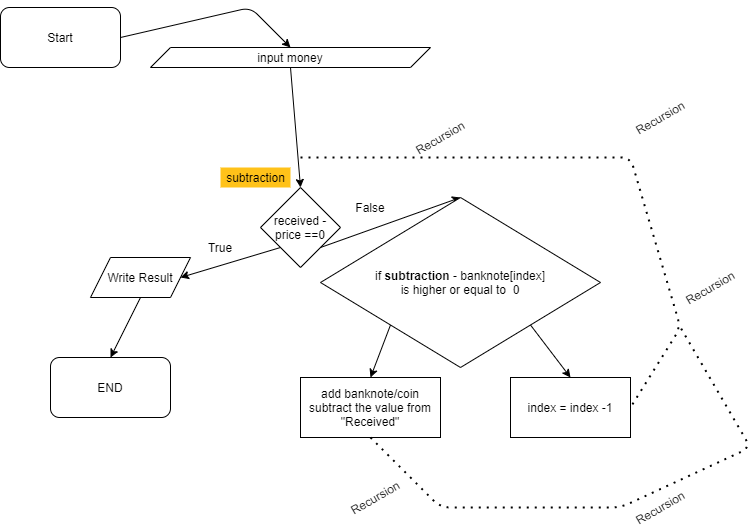 Start
input money
Recursion
Recursion
subtraction
received -
price ==0
False
True
Write Result
if subtraction - banknote[index]
is higher or equal to 0
Recursion
END
add banknote/coin
subtract the value from
"Received"
index = index -1
Recursion
Recursion